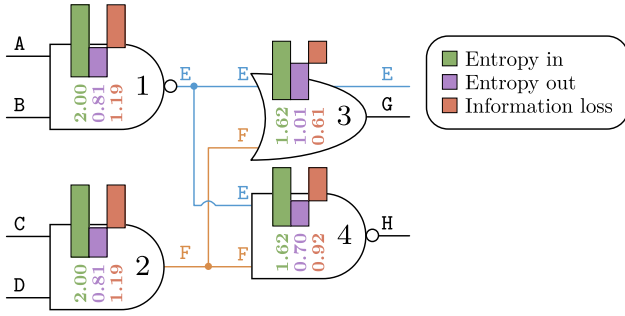 A
B
1
2.00 0.81 1.19
E
E
E
3
1.62 1.01 0.61
G
F
Entropy in
Entropy out
Information loss
C
D
2
2.00 0.81 1.19
F
E
F
4
1.62 0.70 0.92
H